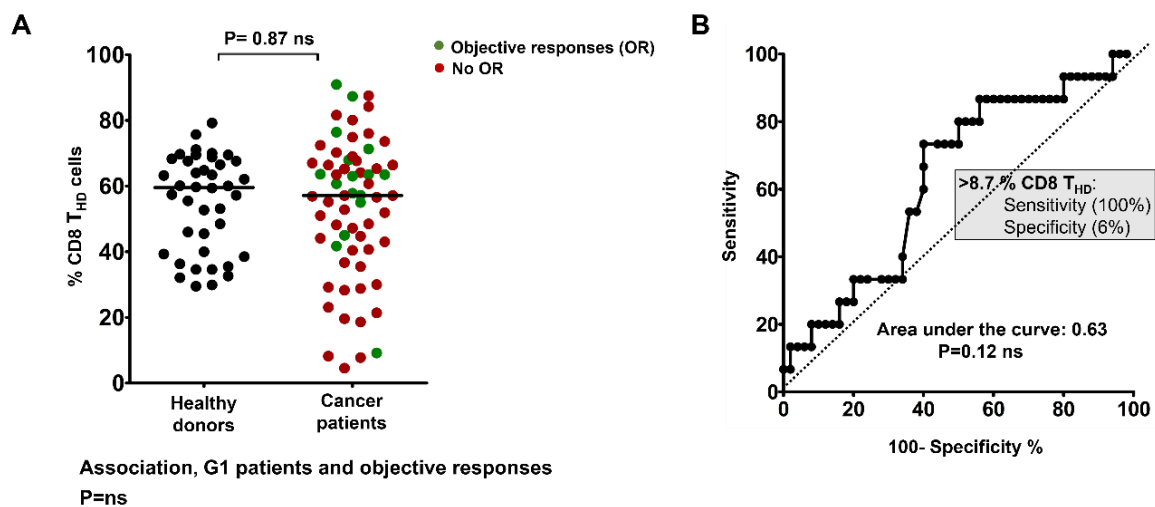 A
P= 0.87 ns
Objective responses (OR)
No OR
% CD8 THD cells
100
80
60
40
20
0
Healthy
donors
Cancer
patients
Association, G1 patients and objective responses
P=ns
B
Sensitivity
100
80
60
40
20
0
>8.7 % CD8 THD:
Sensitivity (100%)
Specificity (6%)
Area under the curve: 0.63
P=0.12 ns
0 20 40 60 80 100
100- Specificity %